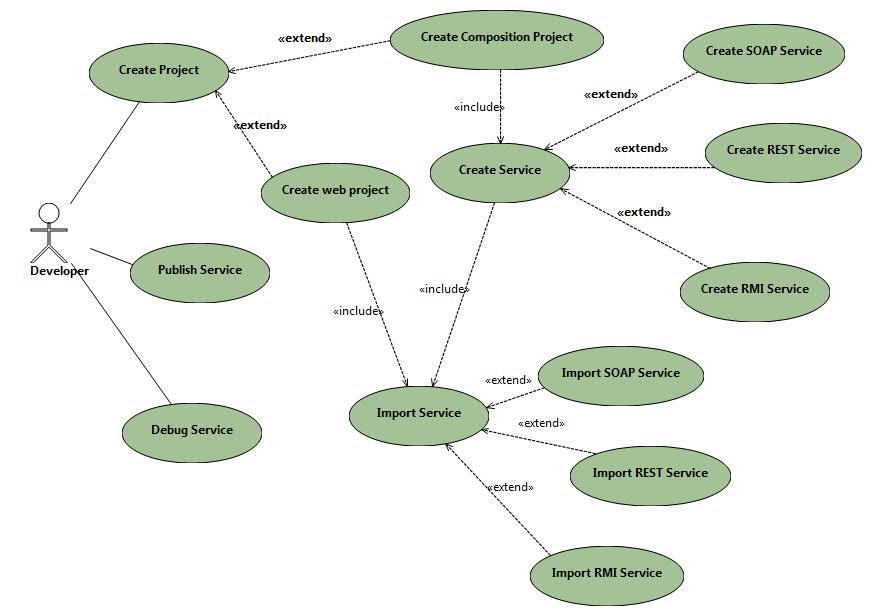 «extend»
Create Composition Project
Create SOAP Service
Create Project
«extend»
«include»
«extend»
«extend»
Create REST Service
Create web project
Create Service
«extend»
Developer
Publish Service
«include»
Create RMI Service
«include»
«extend»
Import SOAP Service
Import Service
«extend»
Debug Service
Import REST Service
«extend»
Import RMI Service